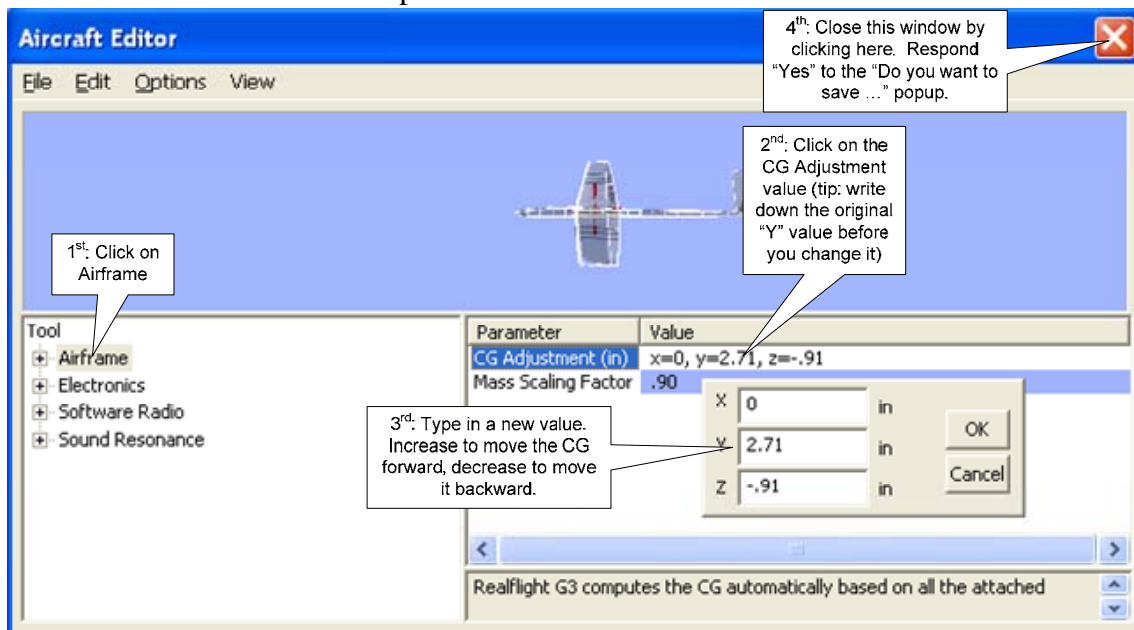 Aircraft Editor
File Edit Options View
4th: Close this window by
clicking here. Respond
“Yes” to the “Do you want to
save …” popup.
2nd: Click on the
CG Adjustment
value (tip: write
down the original
“Y” value before
you change it)
1st: Click on
Airframe
Tool
Airframe
Electronics
Software Radio
Sound Resonance
Parameter Value
CG Adjustment (in) x=0, y=2.71, z=-.91
Mass Scaling Factor .90
3rd: Type in a new value.
Increase to move the CG
forward, decrease to move
it backward.
X 0 in
Y 2.71 in
Z -.91 in
OK
Cancel
Realflight G3 computes the CG automatically based on all the attached